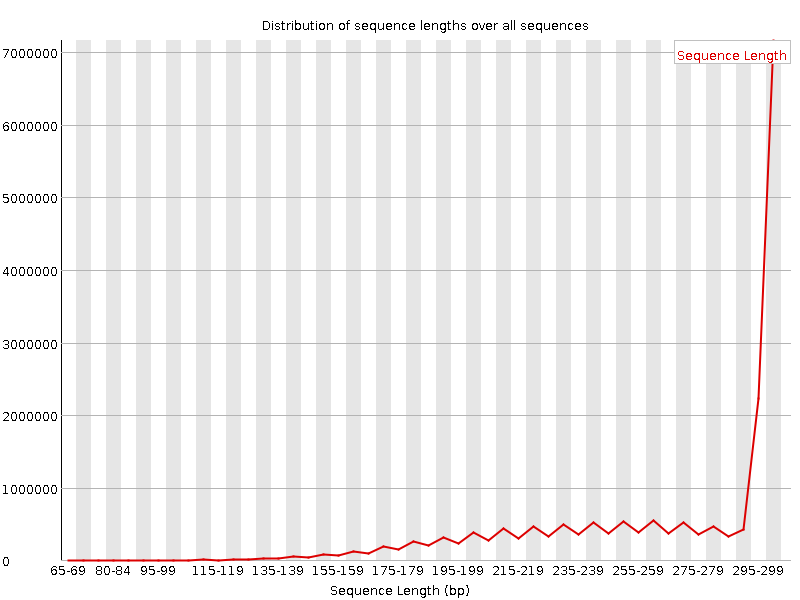 Distribution of sequence lengths over all sequences
Sequence Length
7000000
6000000
5000000
4000000
3000000
2000000
1000000
0
65-69 80-84 95-99 115-119 135-139 155-159 175-179 195-199 215-219 235-239 255-259 275-279 295-299
Sequence Length (bp)